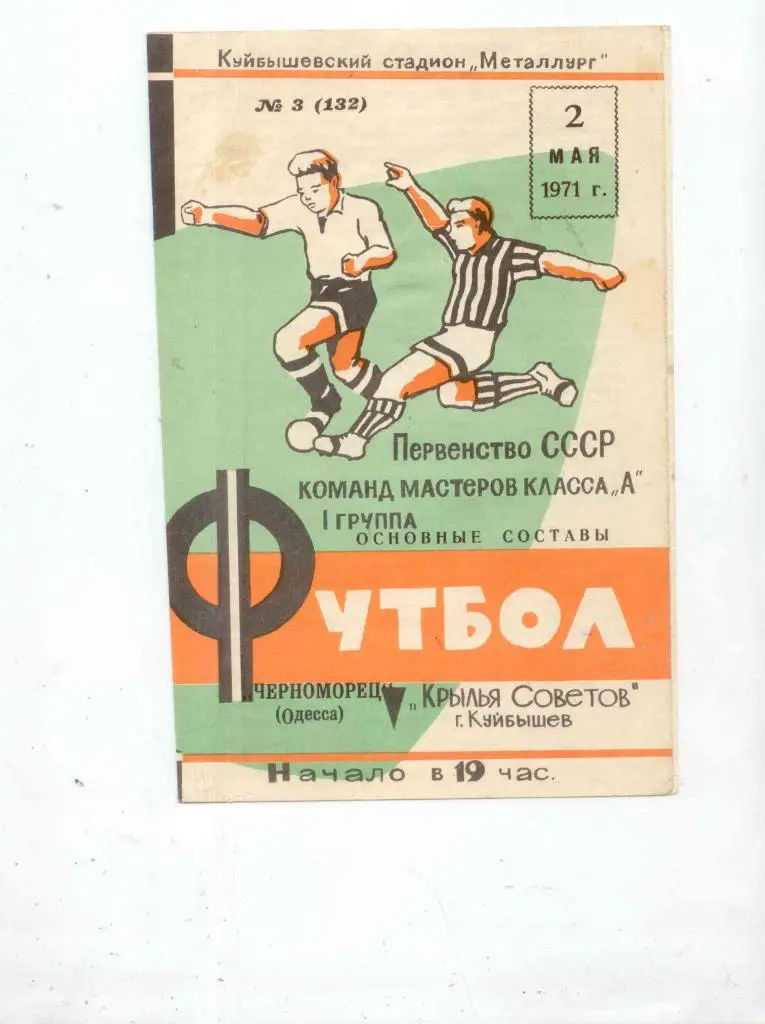 Куйбышевский стадион „Металлург"
№ 3 (132)
2
МАЯ
1971 г.
Первенство СССР
КОМАНД МАСТЕРОВ КЛАССА „А"
I ГРУППА
ОСНОВНЫЕ СОСТАВЫ
ФУТБОЛ
„ЧЕРНОМОРЕЦ"
(Одесса)
„Крылья Советов"
г. Куйбышев
Начало в 19 час.